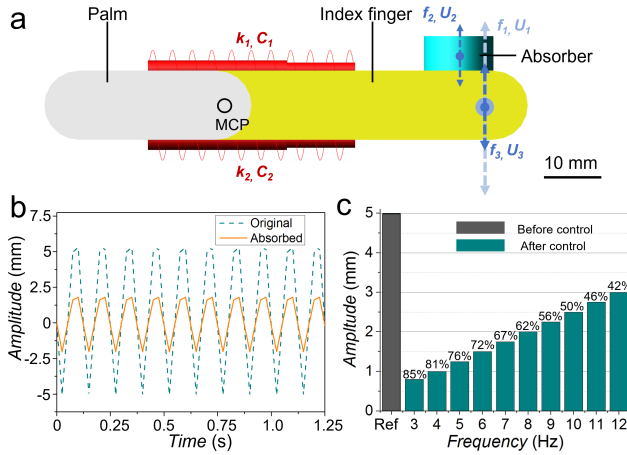 a
Palm
Index finger
f2, U2
f1, U1
k1, C1
Absorber
MCP
f3, U3
k2, C2
10 mm
b
Amplitude (mm)
7.5
5
2.5
0
-2.5
-5
Original
Absorbed
0
0.25
0.50
0.75
1.00
1.25
Time (s)
c
Ampltude (mm)
5
4
3
2
1
0
Before control
After control
85%
81%
76%
72%
67%
62%
56%
50%
46%
42%
Ref 3 4 5 6 7 8 9 10 11 12
Frequency (Hz)